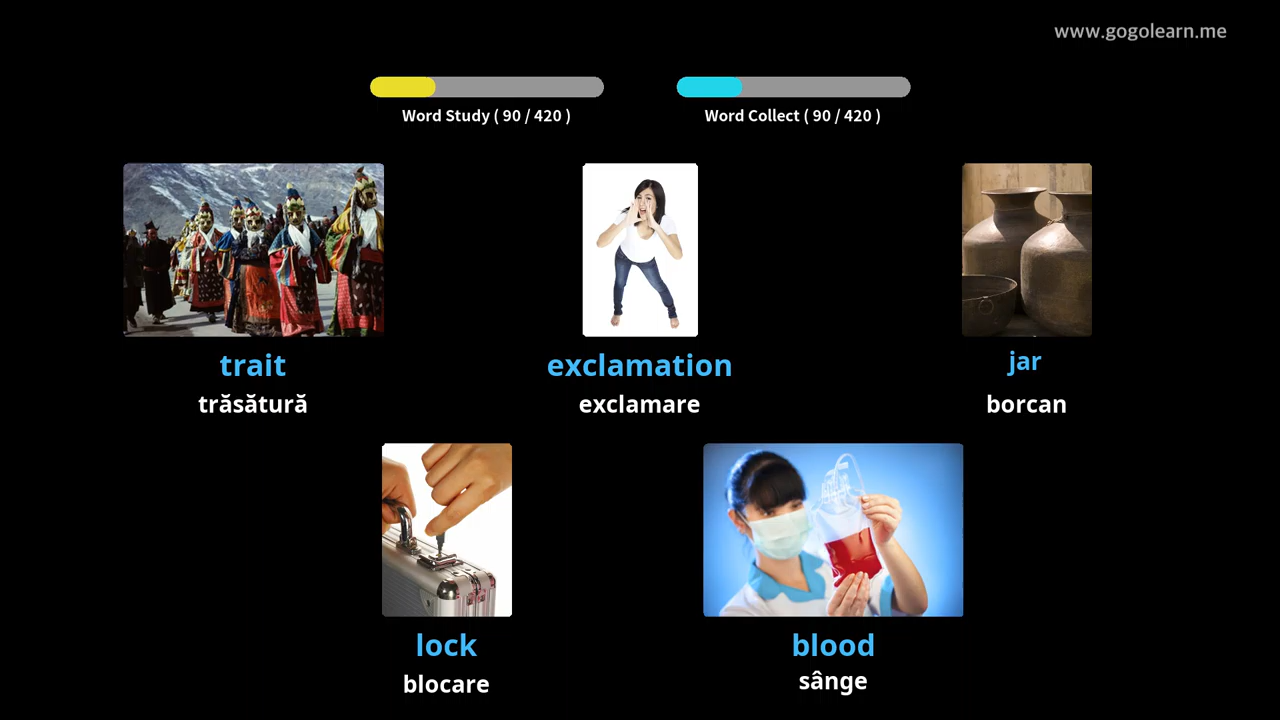 www.gogolearn.me
Word Study ( 90 / 420 )
Word Collect ( 90 / 420 )
trait
trăsătură
exclamation
exclamare
jar
borcan
lock
blocare
blood
sânge